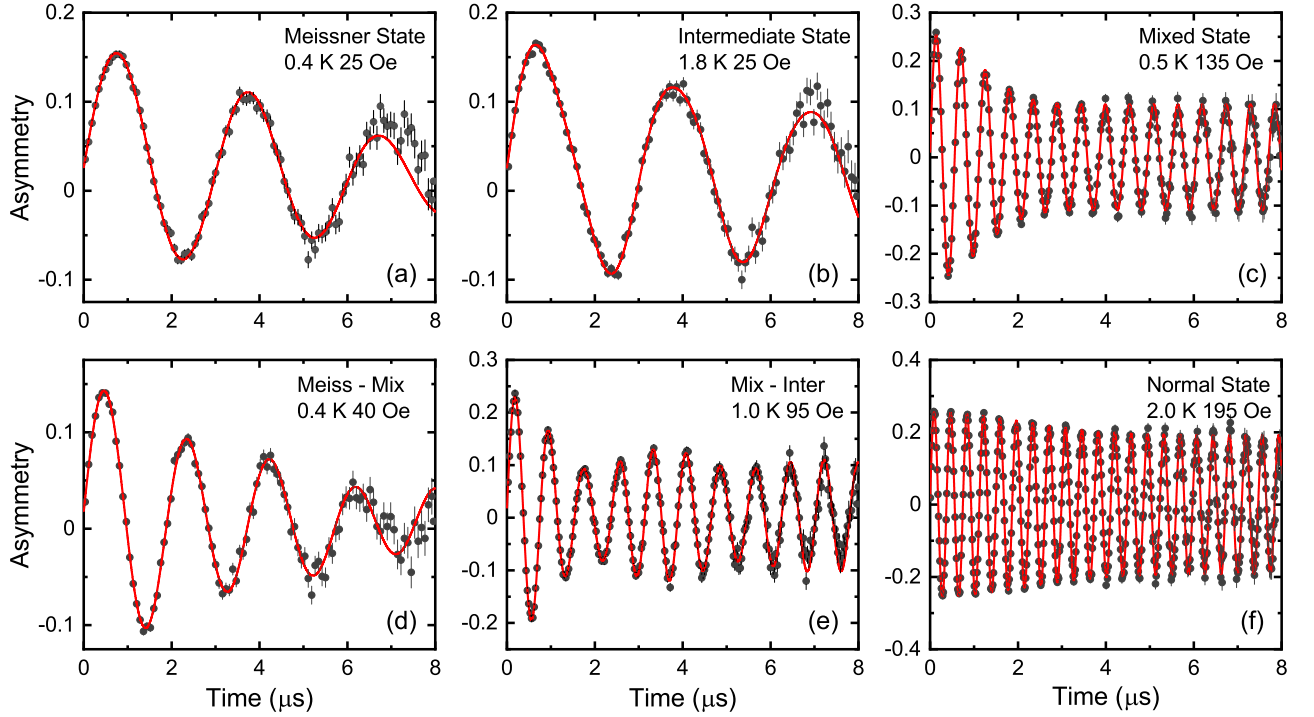 Asymmetry
0.2
0.1
0
-0.1
0 2 4 6 8
Meissner State
0.4 K 25 Oe
(a)
0.2
0.1
0
-0.1
0 2 4 6 8
Intermediate State
1.8 K 25 Oe
(b)
0.3
0.2
0.1
0
-0.1
-0.2
-0.3
0 2 4 6 8
Mixed State
0.5 K 135 Oe
(c)
Asymmetry
0.1
0
-0.1
0 2 4 6 8
Time (μs)
Meiss - Mix
0.4 K 40 Oe
(d)
0.3
0.2
0.1
0
-0.1
-0.2
0 2 4 6 8
Time (μs)
Mix - Inter
1.0 K 95 Oe
(e)
0.4
0.2
0
-0.2
-0.4
0 2 4 6 8
Time (μs)
Normal State
2.0 K 195 Oe
(f)